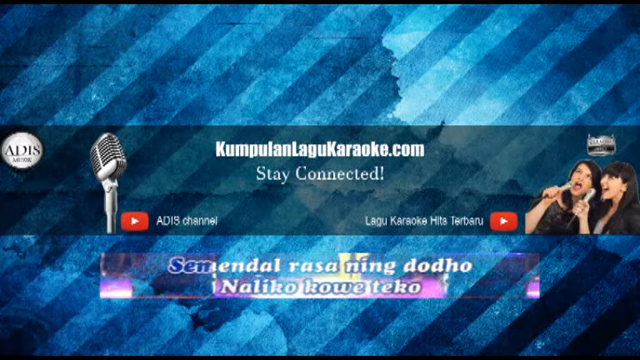 KumpulanLaguKaraoke.com
ADIS
MUSIK
Stay Connected!
ADIS channel
Lagu Karaoke Hits Terbaru
Semendal rasa ning dodho
Naliko kowe teko